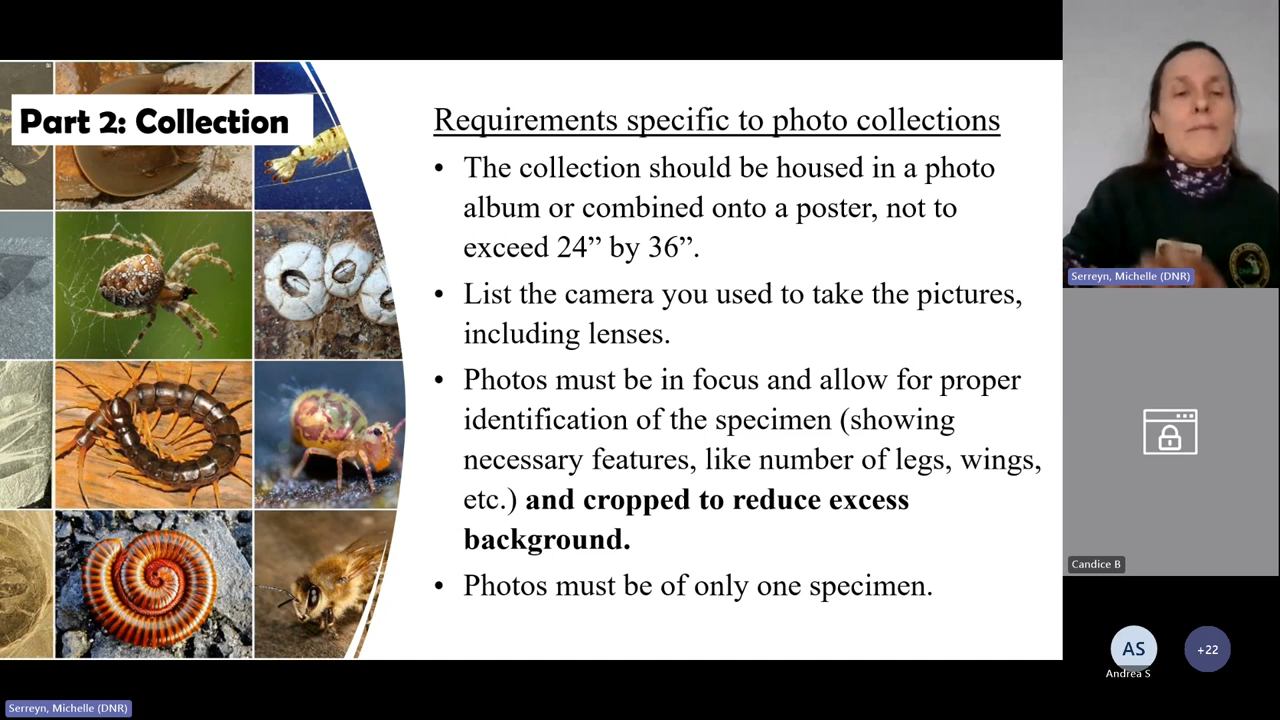 Part 2: Collection
Requirements specific to photo collections
• The collection should be housed in a photo
album or combined onto a poster, not to
exceed 24” by 36”.
• List the camera you used to take the pictures,
including lenses.
• Photos must be in focus and allow for proper
identification of the specimen (showing
necessary features, like number of legs, wings,
etc.) and cropped to reduce excess
background.
• Photos must be of only one specimen.
Serreyn, Michelle (DNR)
Candice B
AS
+22
Andrea S
Serreyn, Michelle (DNR)